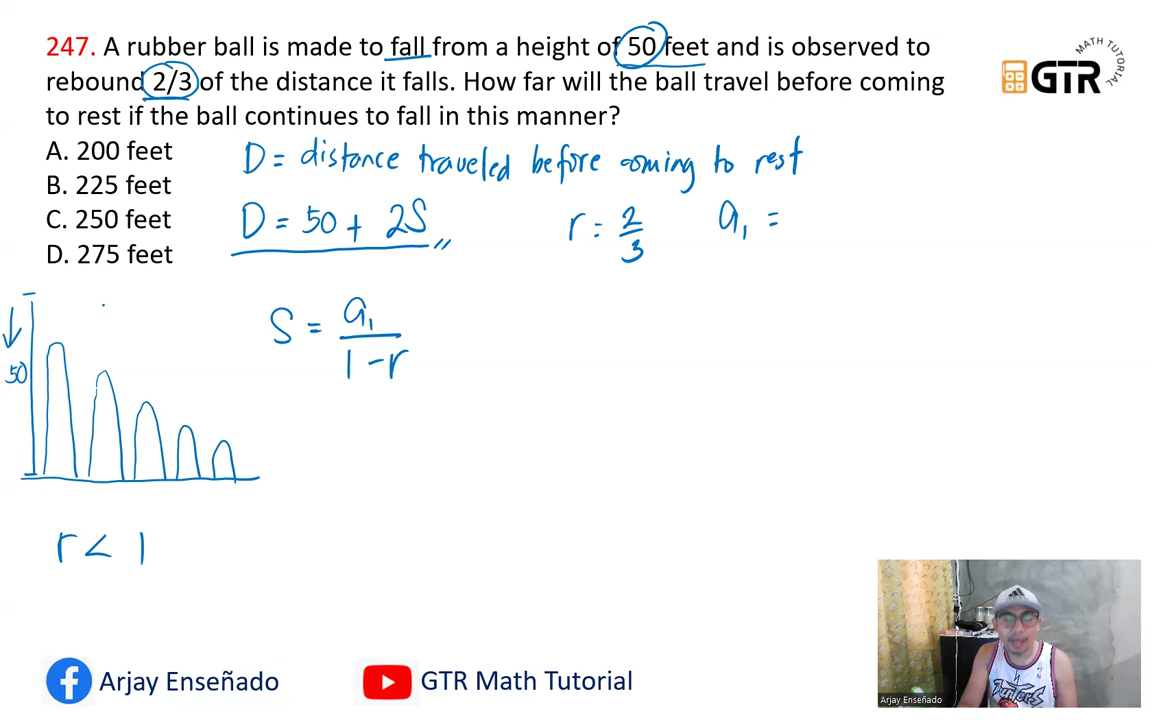 247. A rubber ball is made to fall from a height of 50 feet and is observed to
rebound 2/3 of the distance it falls. How far will the ball travel before coming
to rest if the ball continues to fall in this manner?
A. 200 feet
B. 225 feet
C. 250 feet
D. 275 feet
GTR
MATH TUTORIAL
D = distance traveled before coming to rest
D = 50 + 2S
r = 2/3
a₁ =
S = a₁/1-r
50
r < 1
Arjay Enseñado
GTR Math Tutorial
Arjay Enseñado